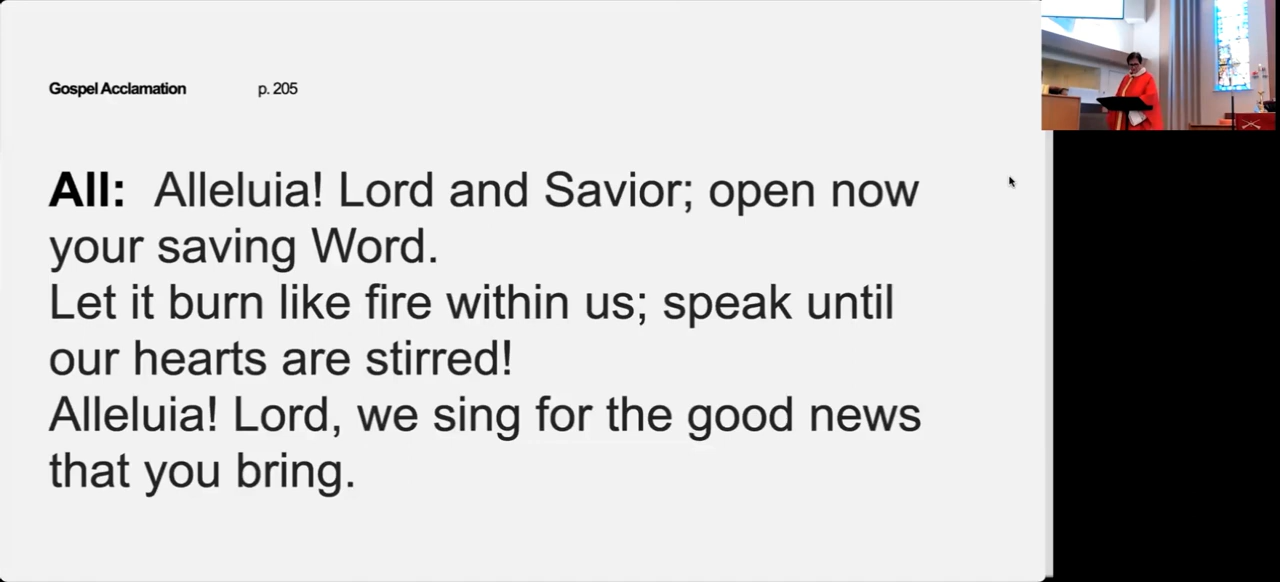 Gospel Acclamation p. 205
All: Alleluia! Lord and Savior; open now
your saving Word.
Let it burn like fire within us; speak until
our hearts are stirred!
Alleluia! Lord, we sing for the good news
that you bring.